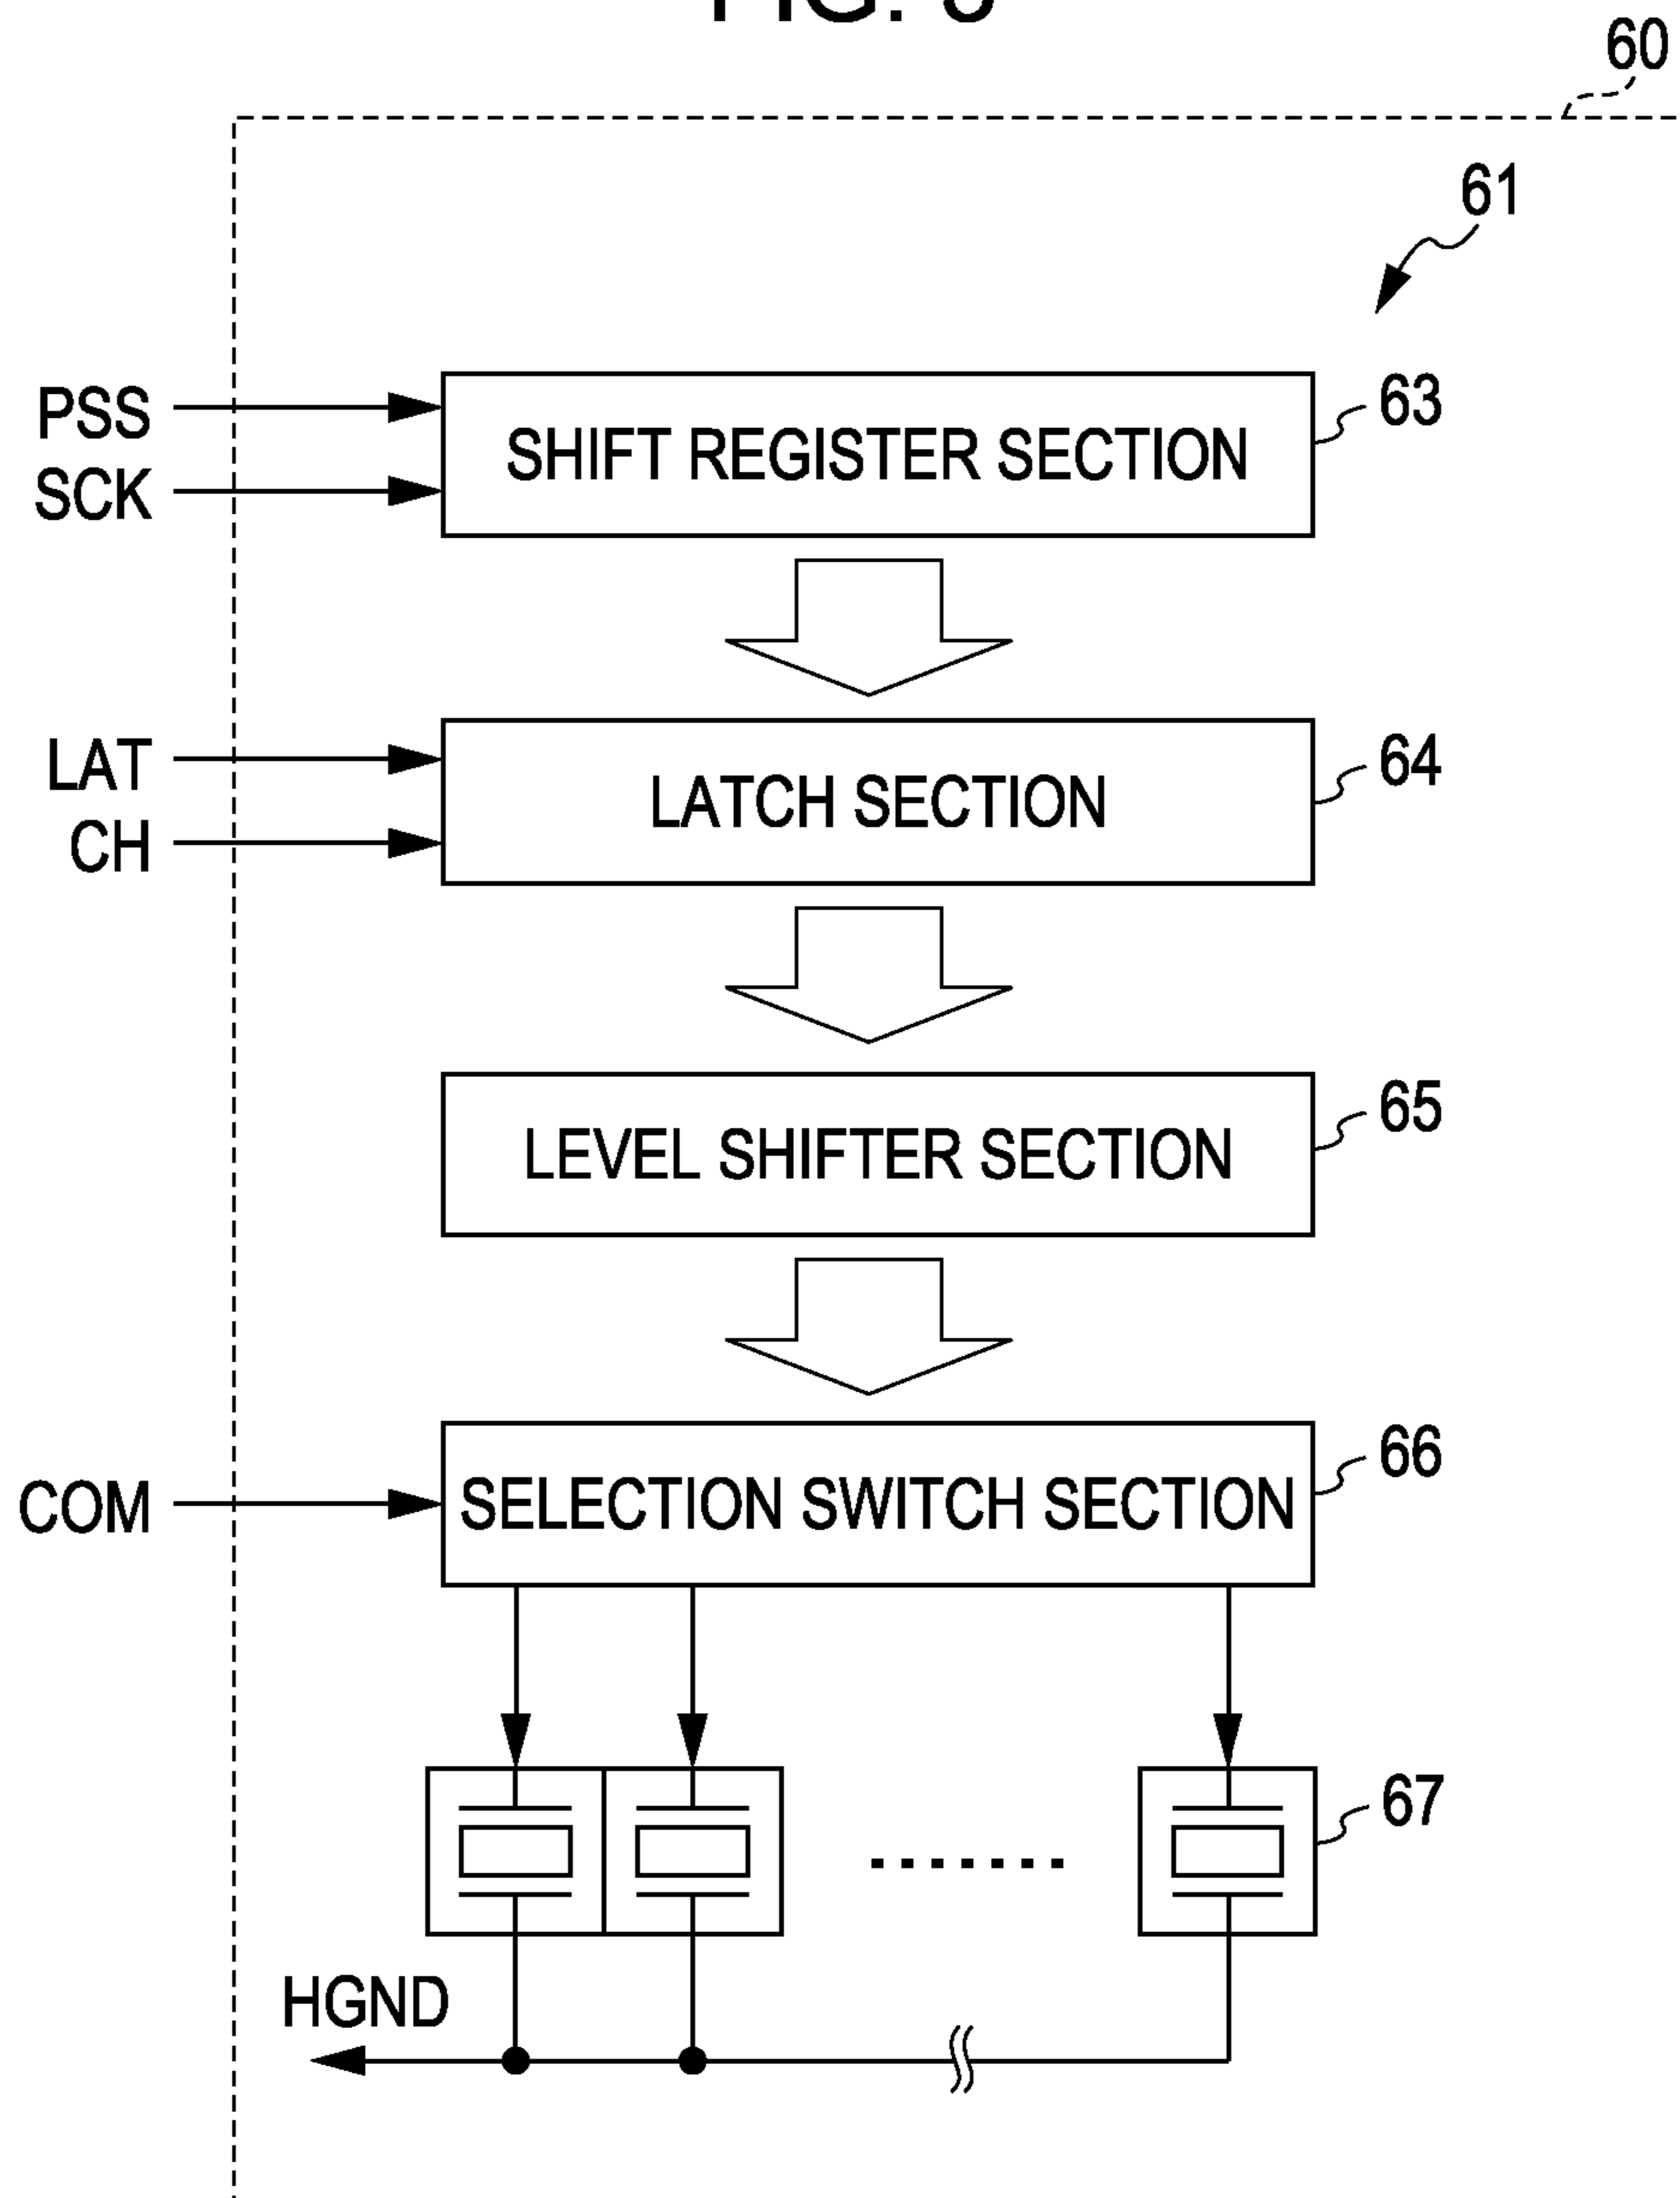 FIG.
60
61
PSS
SCK
SHIFT REGISTER SECTION
63
LAT
CH
LATCH SECTION
64
LEVEL SHIFTER SECTION
65
COM
SELECTION SWITCH SECTION
66
67
HGND